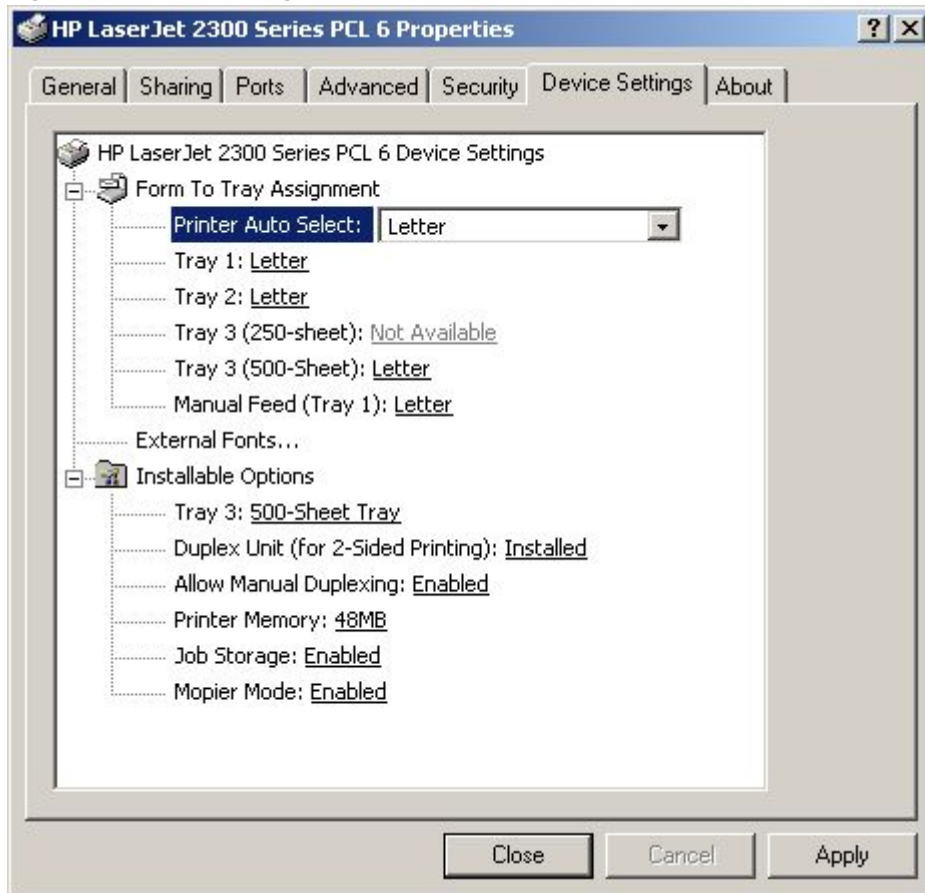 HP LaserJet 2300 Series PCL 6 Properties
General Sharing Ports Advanced Security Device Settings About
HP LaserJet 2300 Series PCL 6 Device Settings
Form To Tray Assignment
Printer Auto Select: Letter
Tray 1: Letter
Tray 2: Letter
Tray 3 (250-sheet): Not Available
Tray 3 (500-Sheet): Letter
Manual Feed (Tray 1): Letter
External Fonts...
Installable Options
Tray 3: 500-Sheet Tray
Duplex Unit (for 2-Sided Printing): Installed
Allow Manual Duplexing: Enabled
Printer Memory: 48MB
Job Storage: Enabled
Mopier Mode: Enabled
Close Cancel Apply